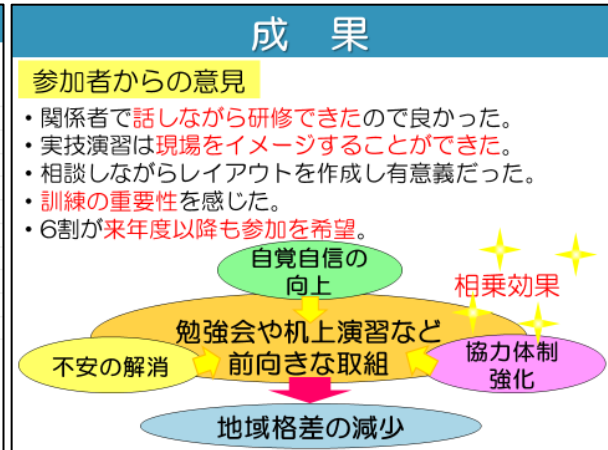 成 果
参加者からの意見
・関係者で話しながら研修できたので良かった。
・実技演習は現場をイメージすることができた。
・相談しながらレイアウトを作成し有意義だった。
・訓練の重要性を感じた。
・6割が来年度以降も参加を希望。
自覚自信の
向上
相乗効果
勉強会や机上演習など
前向きな取組
不安の解消
協力体制
強化
地域格差の減少